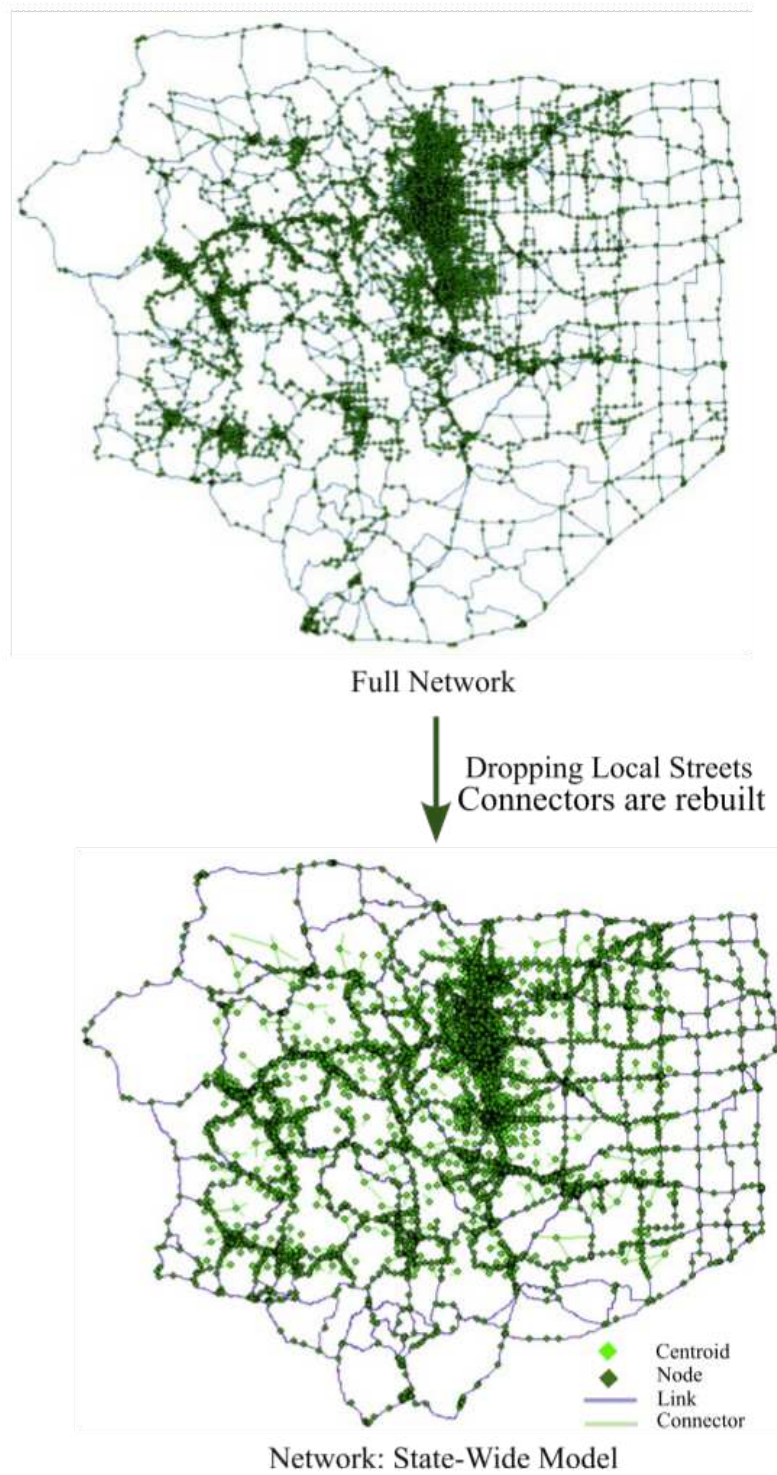 Full Network
Dropping Local Streets
Connectors are rebuilt
Centroid
Node
Link
Connector
Network: State-Wide Model